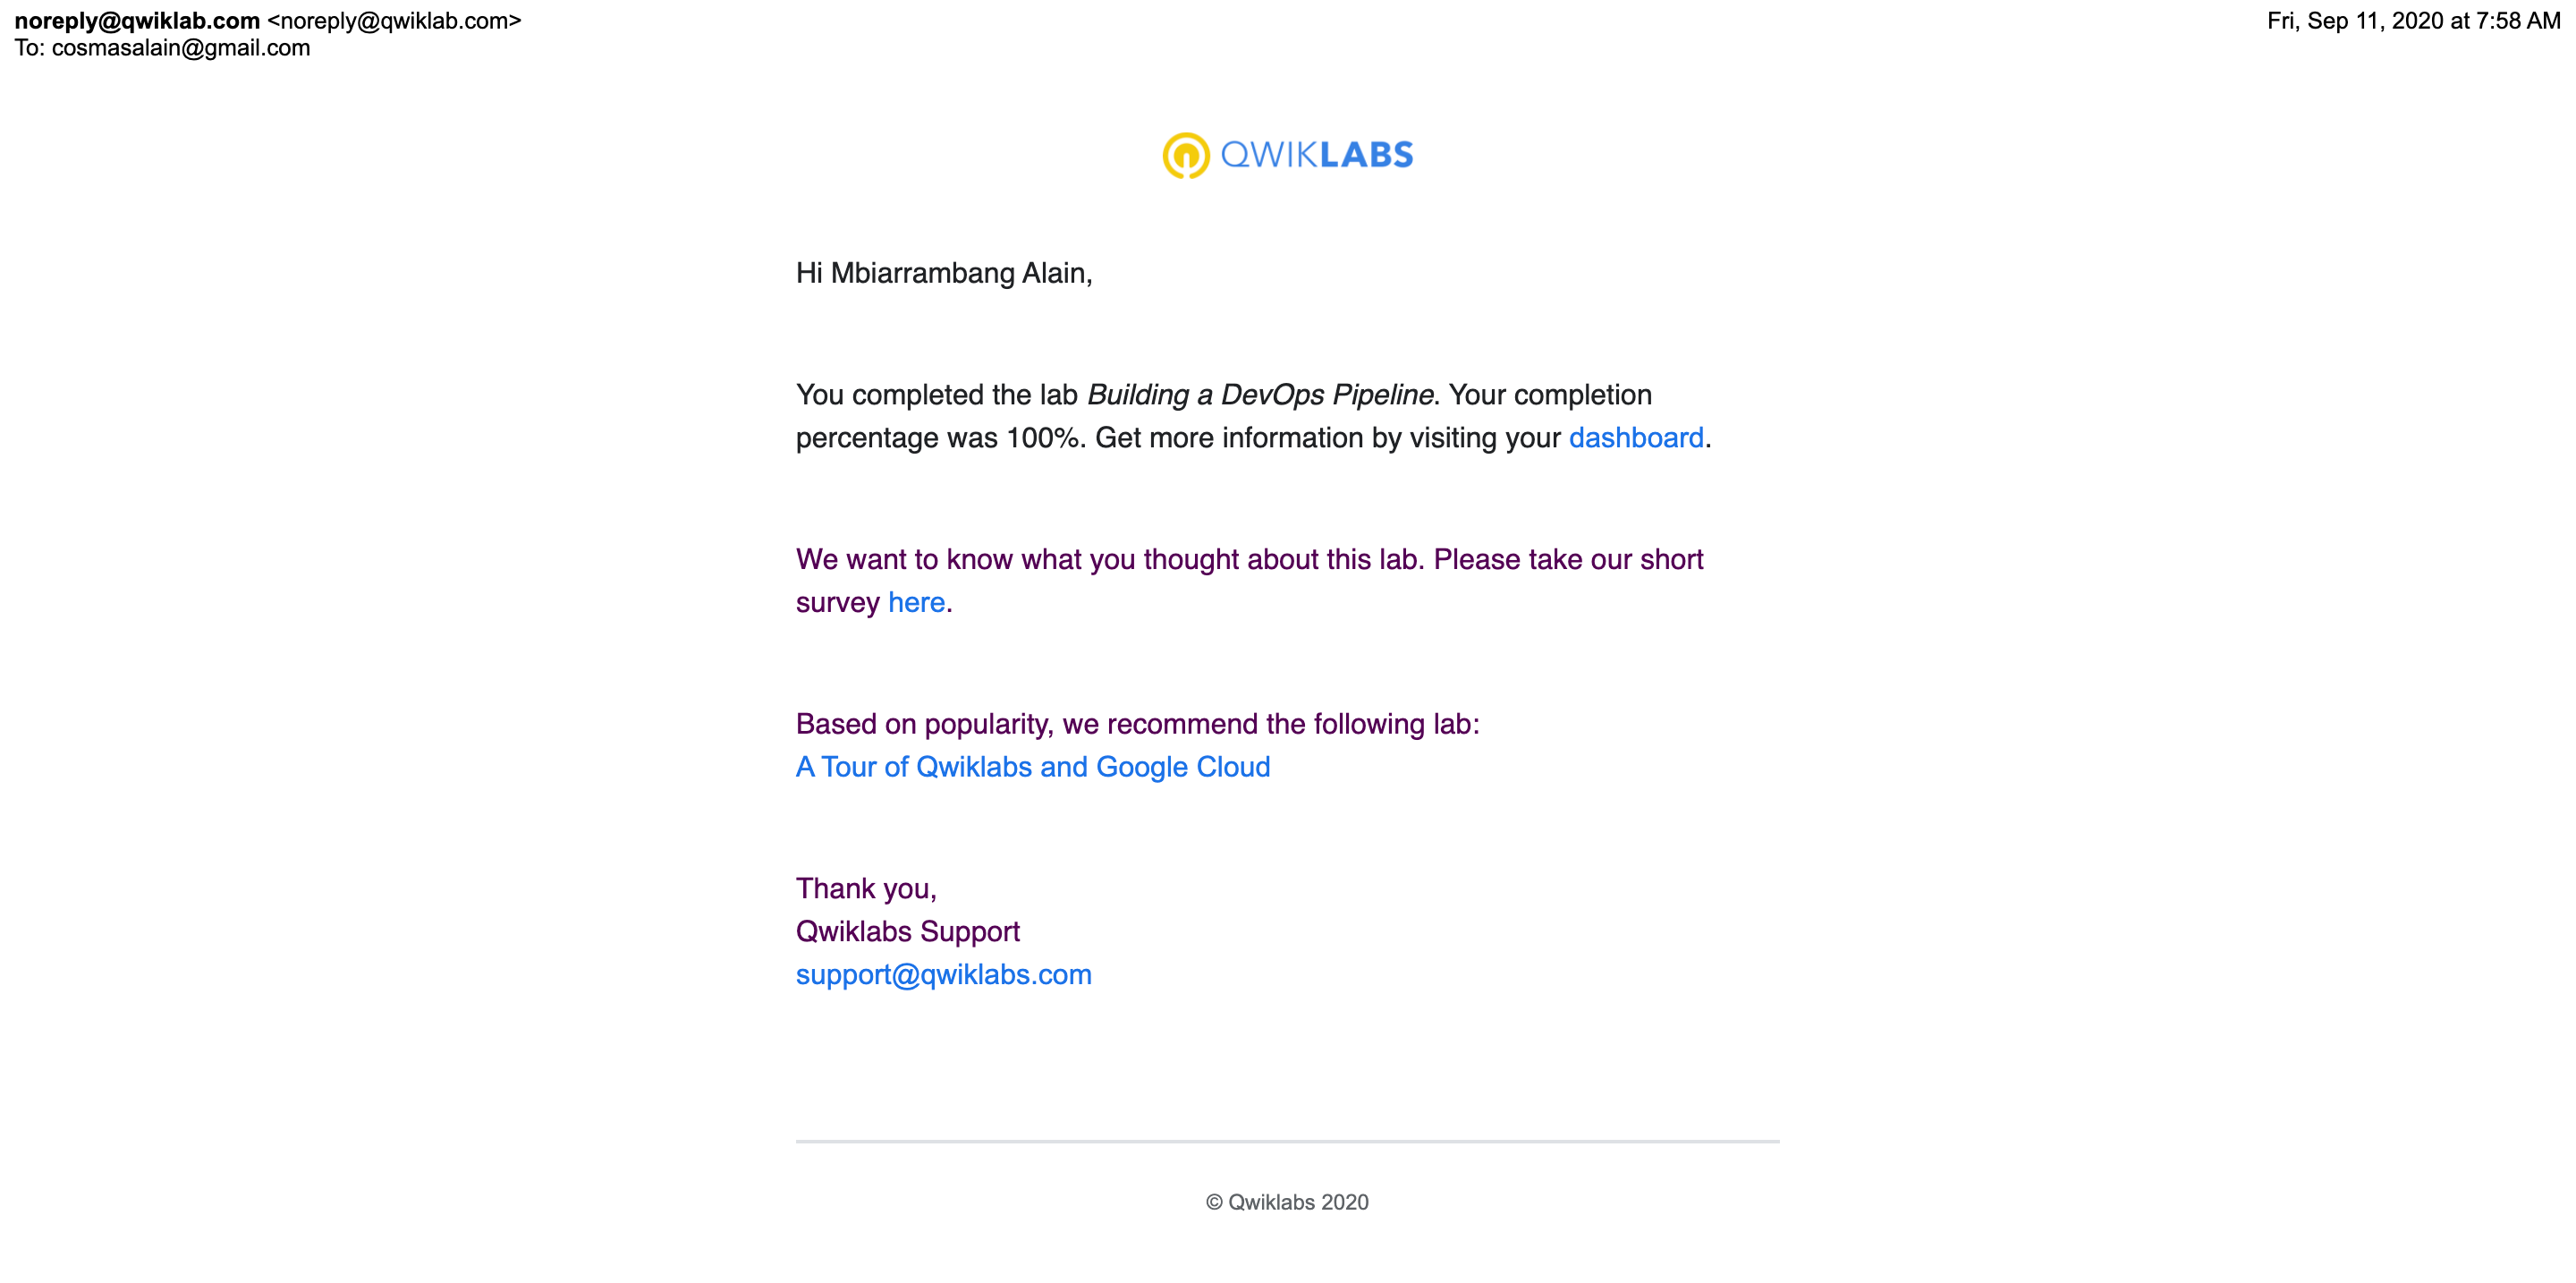 noreply@qwiklab.com <noreply@qwiklab.com>
Fri, Sep 11, 2020 at 7:58 AM
To: cosmasalain@gmail.com
QWIKLABS
Hi Mbiarrambang Alain,
You completed the lab Building a DevOps Pipeline. Your completion
percentage was 100%. Get more information by visiting your dashboard.
We want to know what you thought about this lab. Please take our short
survey here.
Based on popularity, we recommend the following lab:
A Tour of Qwiklabs and Google Cloud
Thank you,
Qwiklabs Support
support@qwiklabs.com
© Qwiklabs 2020